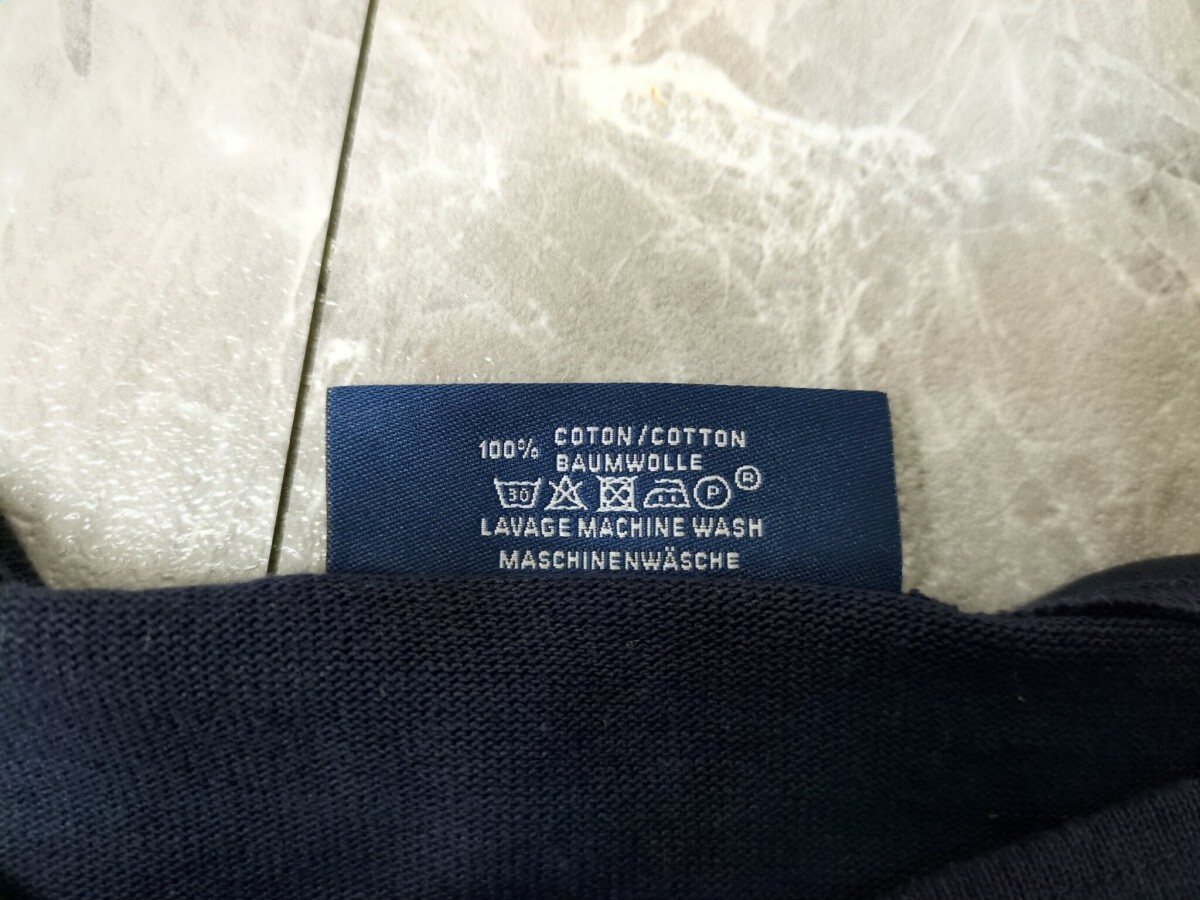 100% COTON/COTTON
BAUMWOLLE
30 P ®
LAVAGE MACHINE WASH
MASCHINENWÄSCHE